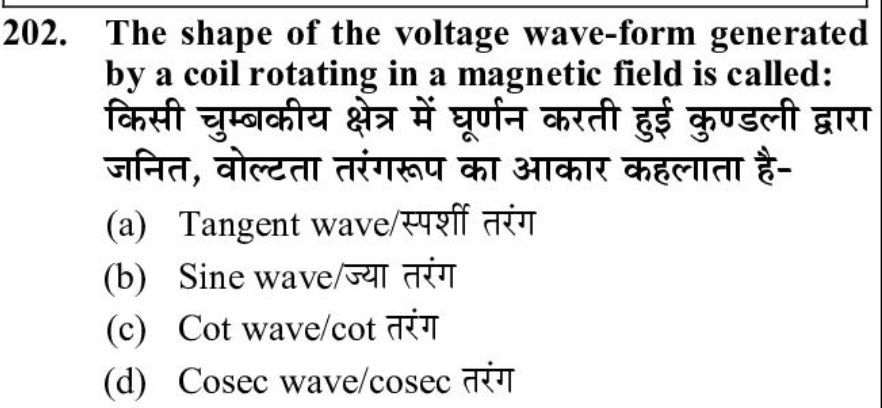 202. The shape of the voltage wave-form generated
by a coil rotating in a magnetic field is called:
किसी चुम्बकीय क्षेत्र में घूर्णन करती हुई कुण्डली द्वारा
जनित, वोल्टता तरंगरूप का आकार कहलाता है-
(a) Tangent wave/स्पर्शी तरंग
(b) Sine wave/ज्या तरंग
(c) Cot wave/cot तरंग
(d) Cosec wave/cosec तरंग